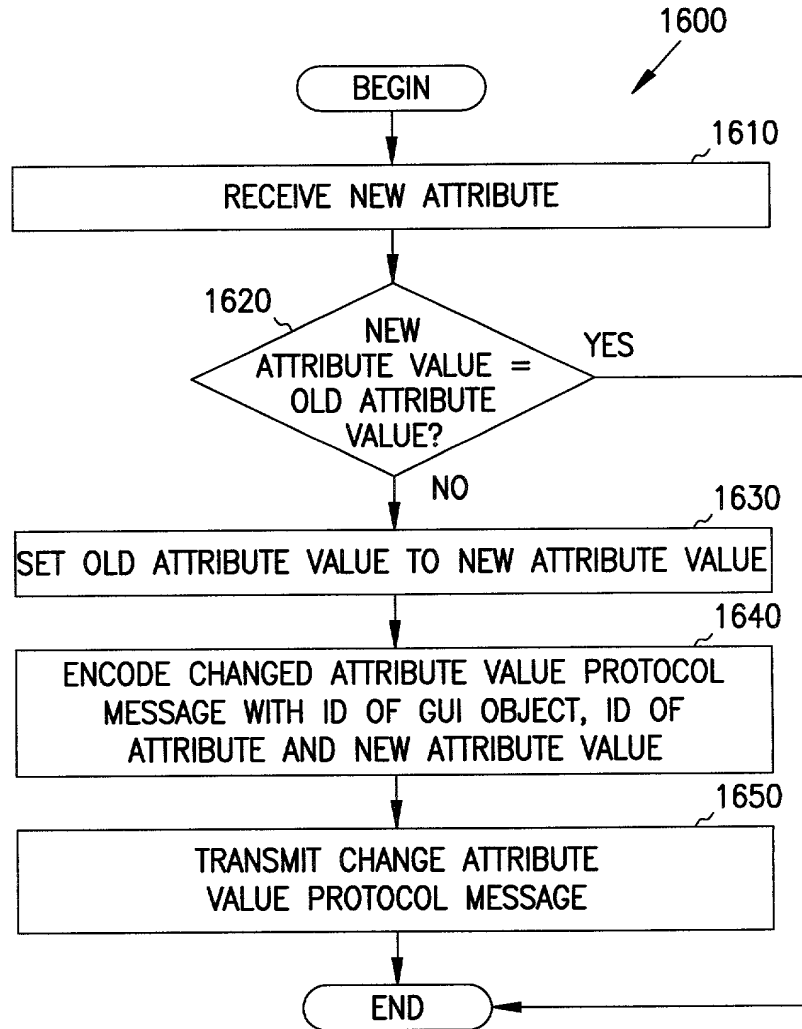 1600
BEGIN
1610
RECEIVE NEW ATTRIBUTE
1620
NEW
ATTRIBUTE VALUE =
OLD ATTRIBUTE
VALUE?
YES
NO
1630
SET OLD ATTRIBUTE VALUE TO NEW ATTRIBUTE VALUE
1640
ENCODE CHANGED ATTRIBUTE VALUE PROTOCOL
MESSAGE WITH ID OF GUI OBJECT, ID OF
ATTRIBUTE AND NEW ATTRIBUTE VALUE
1650
TRANSMIT CHANGE ATTRIBUTE
VALUE PROTOCOL MESSAGE
END